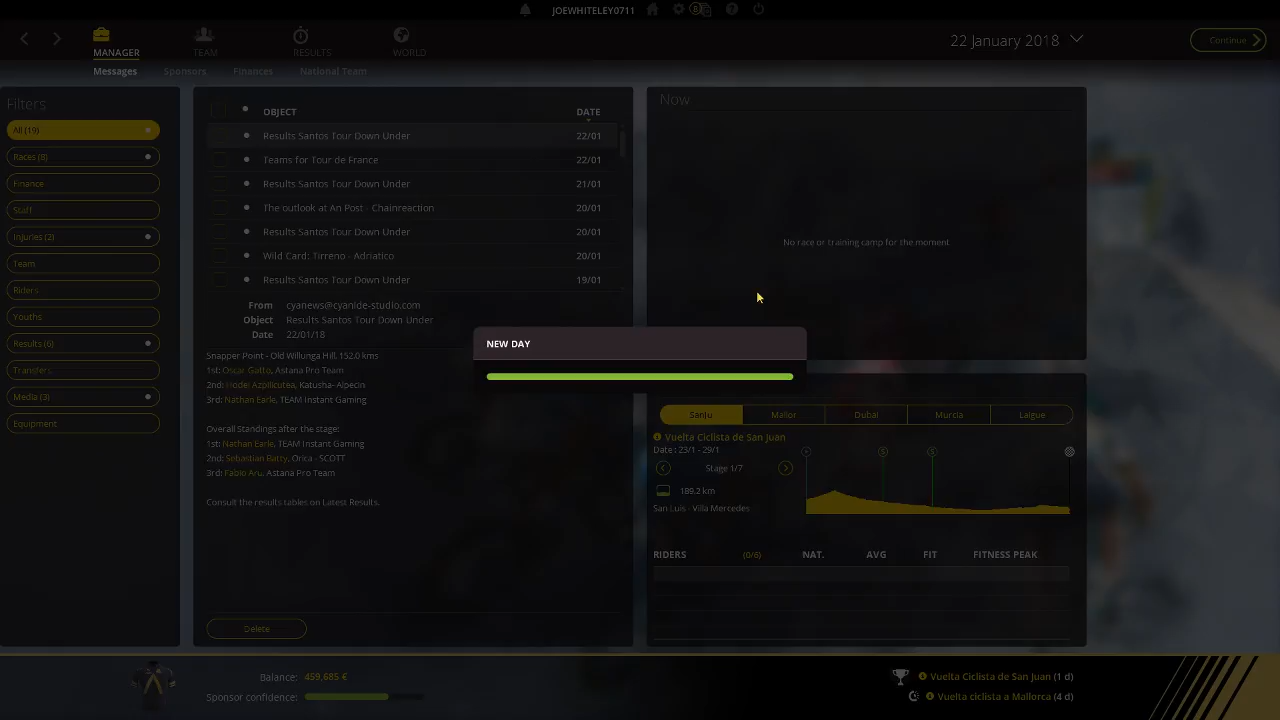 JOEWHITELEY0711
8
MANAGER
TEAM
RESULTS
WORLD
22 January 2018
Continue
Messages
Sponsors
Finances
National Team
Filters
All (19)
Races (8)
Finance
Staff
Injuries (2)
Team
Riders
Youths
Results (6)
Transfers
Media (3)
Equipment
OBJECT DATE
Results Santos Tour Down Under 22/01
Teams for Tour de France 22/01
Results Santos Tour Down Under 21/01
The outlook at An Post - Chainreaction 20/01
Results Santos Tour Down Under 20/01
Wild Card: Tirreno - Adriatico 20/01
Results Santos Tour Down Under 19/01
From cyanews@cyanide-studio.com
Object Results Santos Tour Down Under
Date 22/01/18
Snapper Point - Old Willunga Hill, 152.0 kms
1st: Oscar Gatto, Astana Pro Team
2nd: Hodei Azpilicutea, Katusha- Alpecin
3rd: Nathan Earle, TEAM Instant Gaming
Overall Standings after the stage:
1st: Nathan Earle, TEAM Instant Gaming
2nd: Sebastian Batty, Orica - SCOTT
3rd: Fabio Aru, Astana Pro Team
Consult the results tables on Latest Results.
Delete
Now
No race or training camp for the moment
NEW DAY
SanJu
Mallor
Dubai
Murcia
Laigue
Vuelta Ciclista de San Juan
Date : 23/1 - 29/1
Stage 1/7
189.2 km
San Luis - Villa Mercedes
S S
RIDERS (0/6) NAT. AVG FIT FITNESS PEAK
Balance: 459,685 €
Sponsor confidence:
Vuelta Ciclista de San Juan (1 d)
Vuelta ciclista a Mallorca (4 d)